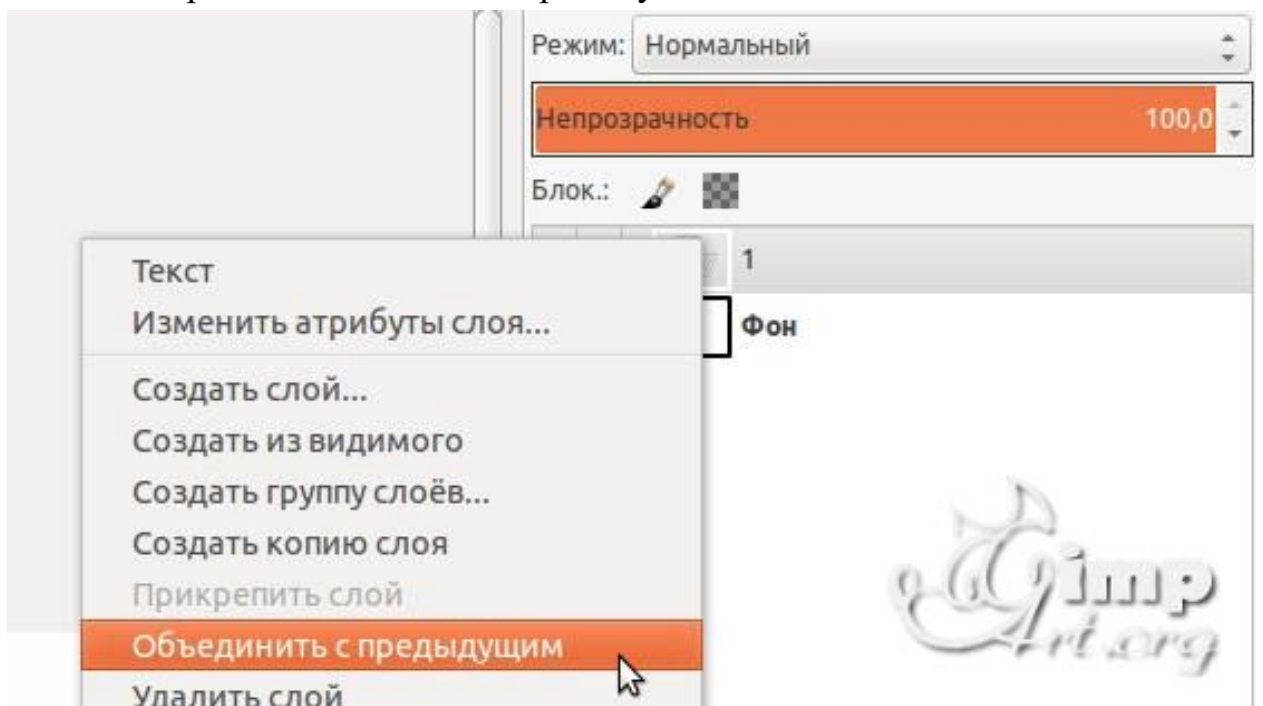 Режим: Нормальный
Непрозрачность 100,0
Блок.:
1
Фон
Текст
Изменить атрибуты слоя...
Создать слой...
Создать из видимого
Создать группу слоёв...
Создать копию слоя
Прикрепить слой
Объединить с предыдущим
Удалить слой
Gimp
Art.org